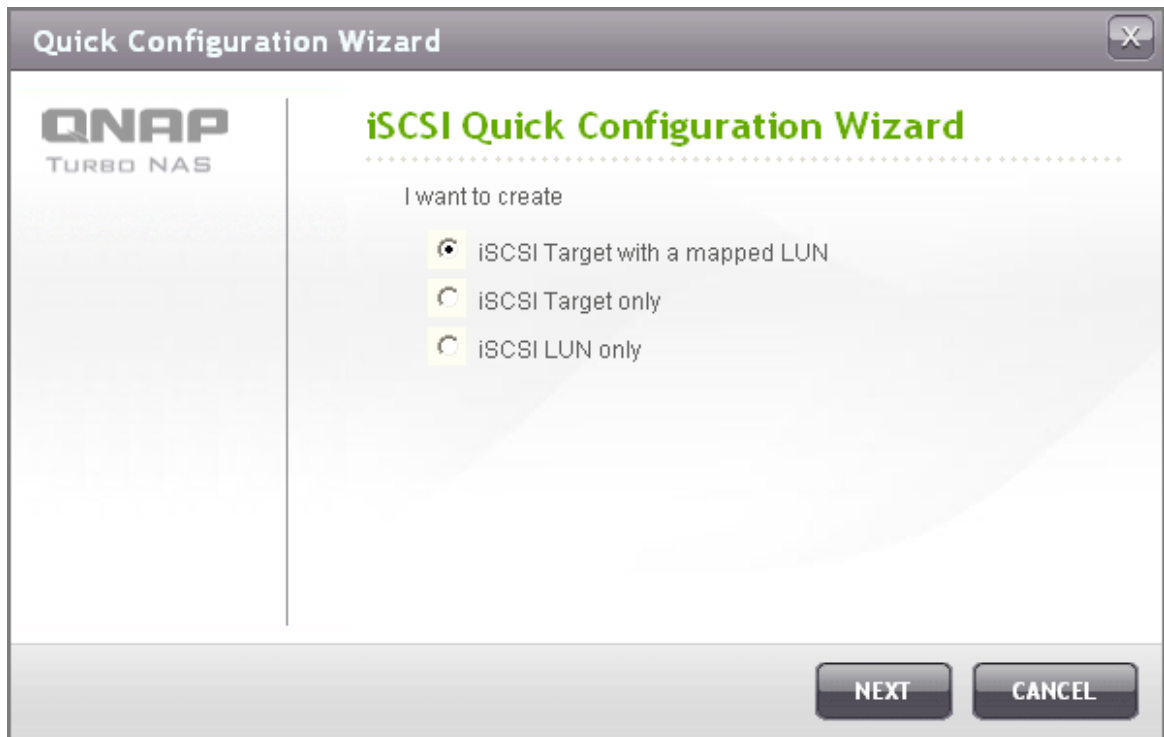 Quick Configuration Wizard
X
QNAP
TURBO NAS
iSCSI Quick Configuration Wizard
I want to create
iSCSI Target with a mapped LUN
iSCSI Target only
iSCSI LUN only
NEXT
CANCEL